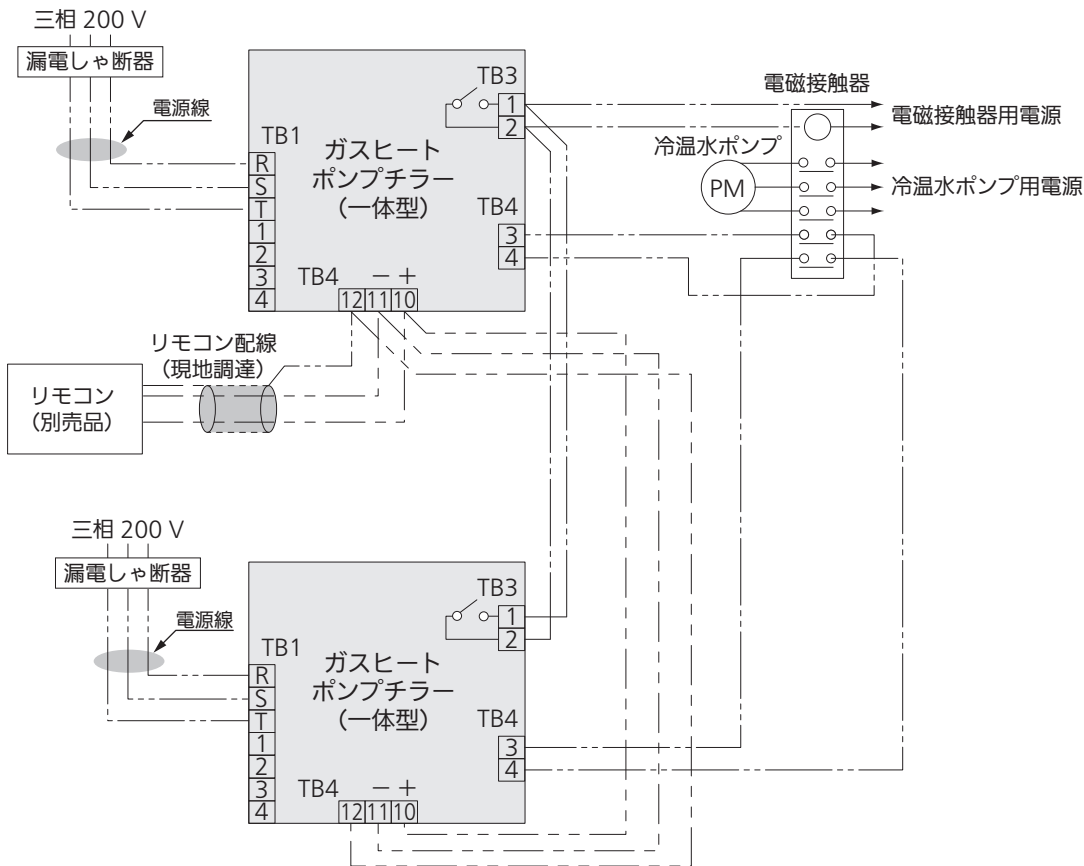 三相 200 V
漏電しゃ断器
電源線
TB1
R
S
T
1
2
3
4
ガスヒート
ポンプチラー
（一体型）
TB3
1
2
TB4
3
4
TB4
− +
12 11 10
電磁接触器
電磁接触器用電源
冷温水ポンプ
PM
冷温水ポンプ用電源
リモコン配線
（現地調達）
リモコン
（別売品）
三相 200 V
漏電しゃ断器
電源線
TB1
R
S
T
1
2
3
4
ガスヒート
ポンプチラー
（一体型）
TB3
1
2
TB4
3
4
TB4
− +
12 11 10